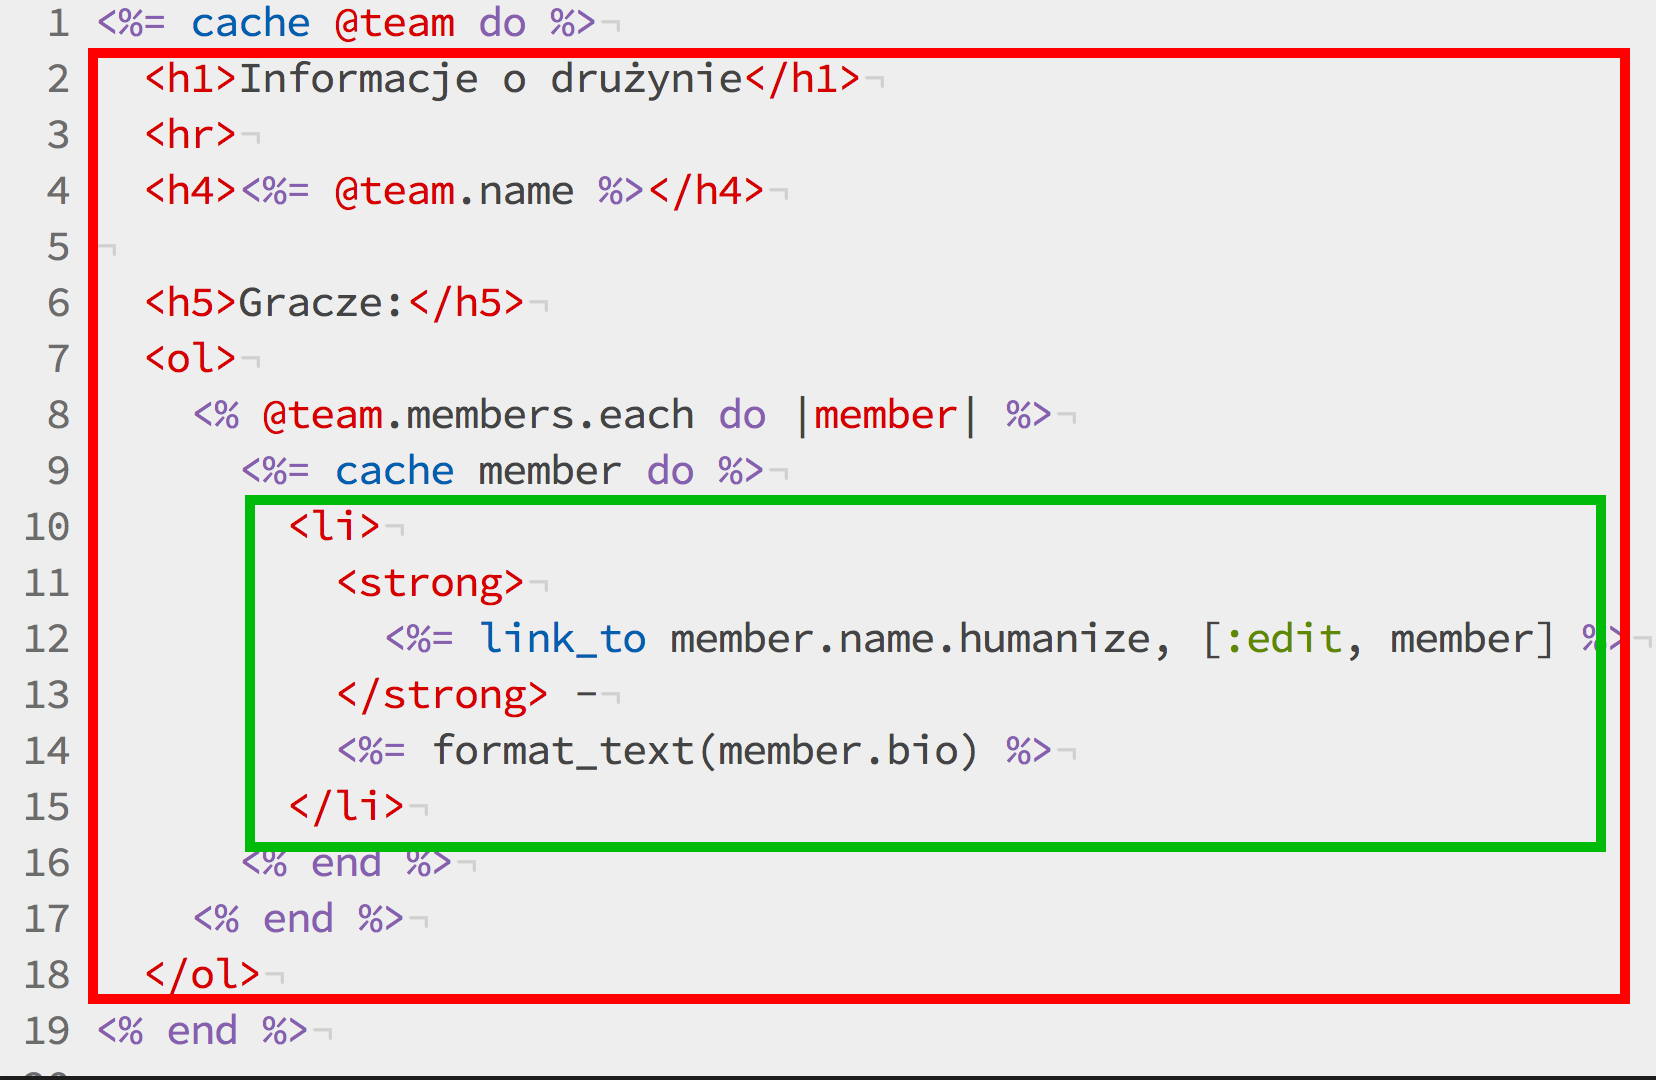 1 <%= cache @team do %>¬
2 <h1>Informacje o drużynie</h1>¬
3 <hr>¬
4 <h4><%= @team.name %></h4>¬
5 ¬
6 <h5>Gracze:</h5>¬
7 <ol>¬
8 <% @team.members.each do |member| %>¬
9 <%= cache member do %>¬
10 <li>¬
11 <strong>¬
12 <%= link_to member.name.humanize, [:edit, member] %>¬
13 </strong> -¬
14 <%= format_text(member.bio) %>¬
15 </li>¬
16 <% end %>¬
17 <% end %>¬
18 </ol>¬
19 <% end %>¬